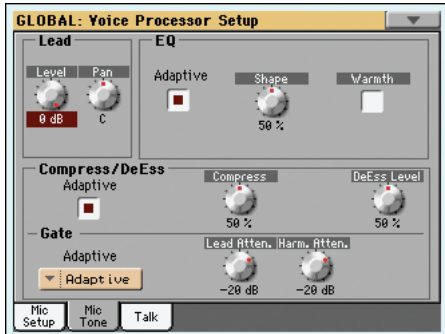 GLOBAL: Voice Processor Setup
Lead
EQ
Level
Pan
Adaptive
Shape
Warmth
0 dB
C
50 %
Compress/DeEss
Adaptive
Compress
DeEss Level
50 %
50 %
Gate
Adaptive
Lead Atten.
Harm. Atten.
Adaptive
-20 dB
-20 dB
Mic Setup
Mic Tone
Talk